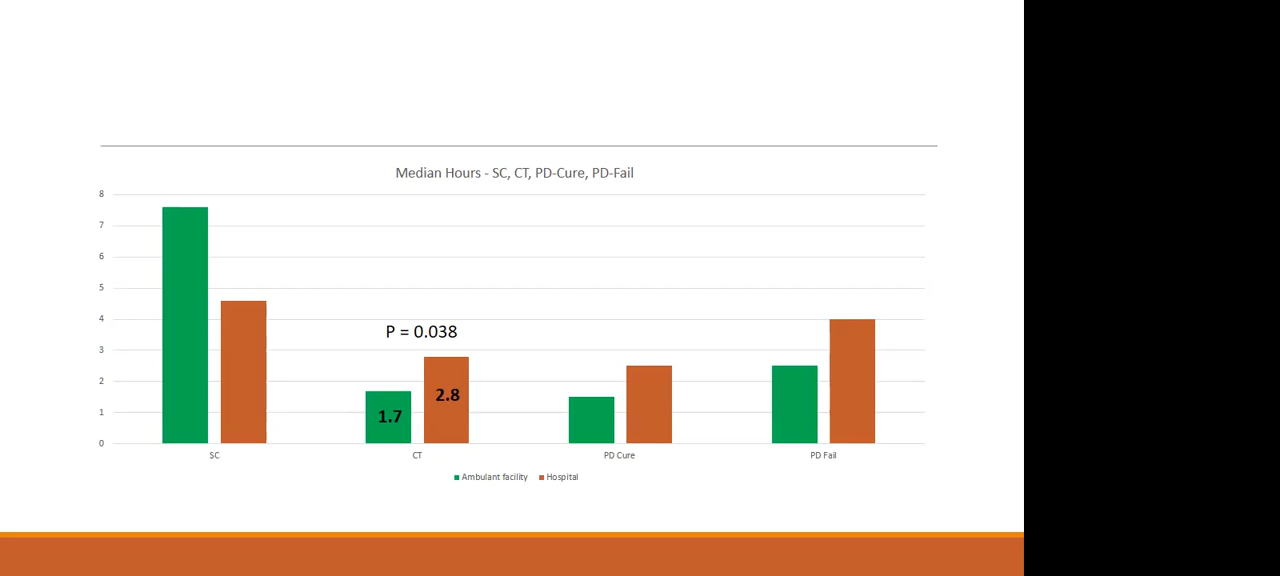 Median Hours - SC, CT, PD-Cure, PD-Fail
8
7
6
5
4
3
2
1
0
P = 0.038
2.8
1.7
SC CT PD Cure PD Fail
Ambulant facility Hospital